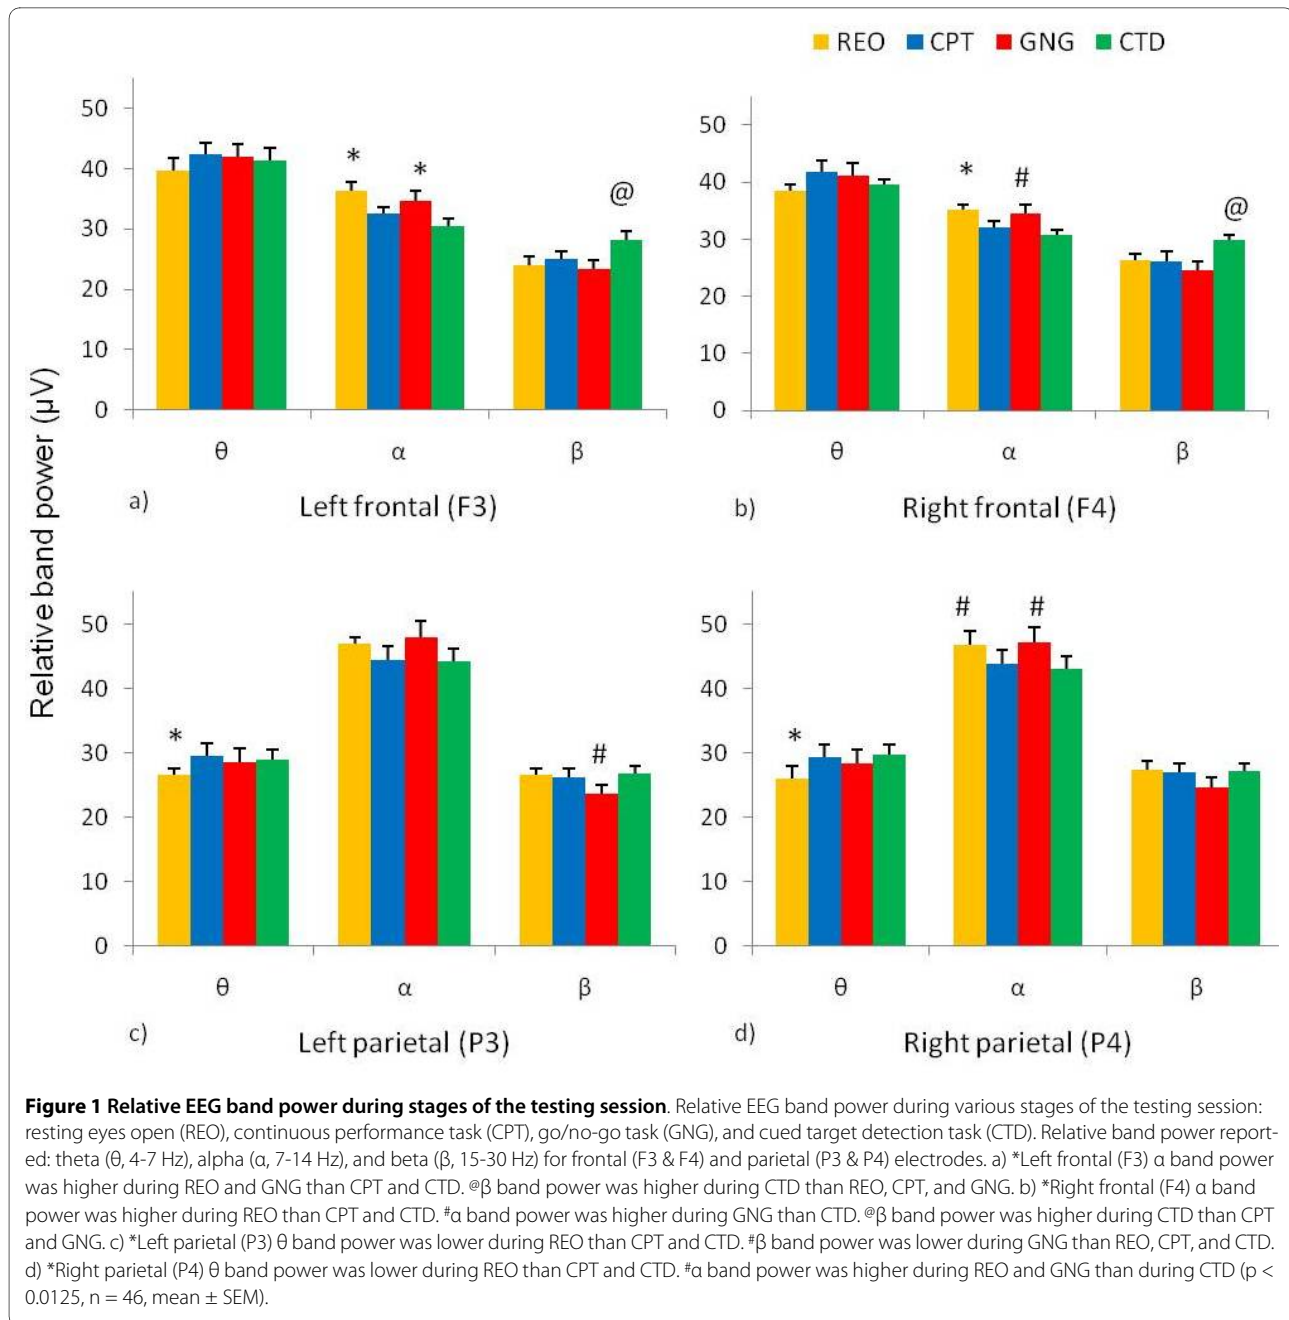 REO CPT GNG CTD
50
40
30
20
10
0
* * @
θ α β
a) Left frontal (F3)
50
40
30
20
10
0
* # @
θ α β
b) Right frontal (F4)
Relative band power (µV)
50
40
30
20
10
0
* #
θ α β
c) Left parietal (P3)
50
40
30
20
10
0
* # #
θ α β
d) Right parietal (P4)
Figure 1 Relative EEG band power during stages of the testing session. Relative EEG band power during various stages of the testing session:
resting eyes open (REO), continuous performance task (CPT), go/no-go task (GNG), and cued target detection task (CTD). Relative band power report-
ed: theta (θ, 4-7 Hz), alpha (α, 7-14 Hz), and beta (β, 15-30 Hz) for frontal (F3 & F4) and parietal (P3 & P4) electrodes. a) *Left frontal (F3) α band power
was higher during REO and GNG than CPT and CTD. @β band power was higher during CTD than REO, CPT, and GNG. b) *Right frontal (F4) α band
power was higher during REO than CPT and CTD. #α band power was higher during GNG than CTD. @β band power was higher during CTD than CPT
and GNG. c) *Left parietal (P3) θ band power was lower during REO than CPT and CTD. #β band power was lower during GNG than REO, CPT, and CTD.
d) *Right parietal (P4) θ band power was lower during REO than CPT and CTD. #α band power was higher during REO and GNG than during CTD (p <
0.0125, n = 46, mean ± SEM).